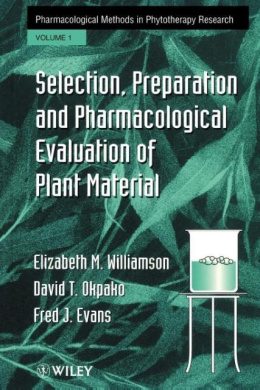 Pharmacological Methods in Phytotherapy Research
VOLUME 1
Selection, Preparation
and Pharmacological
Evaluation of
Plant Material
Elizabeth M. Williamson
David T. Okpako
Fred J. Evans
WILEY